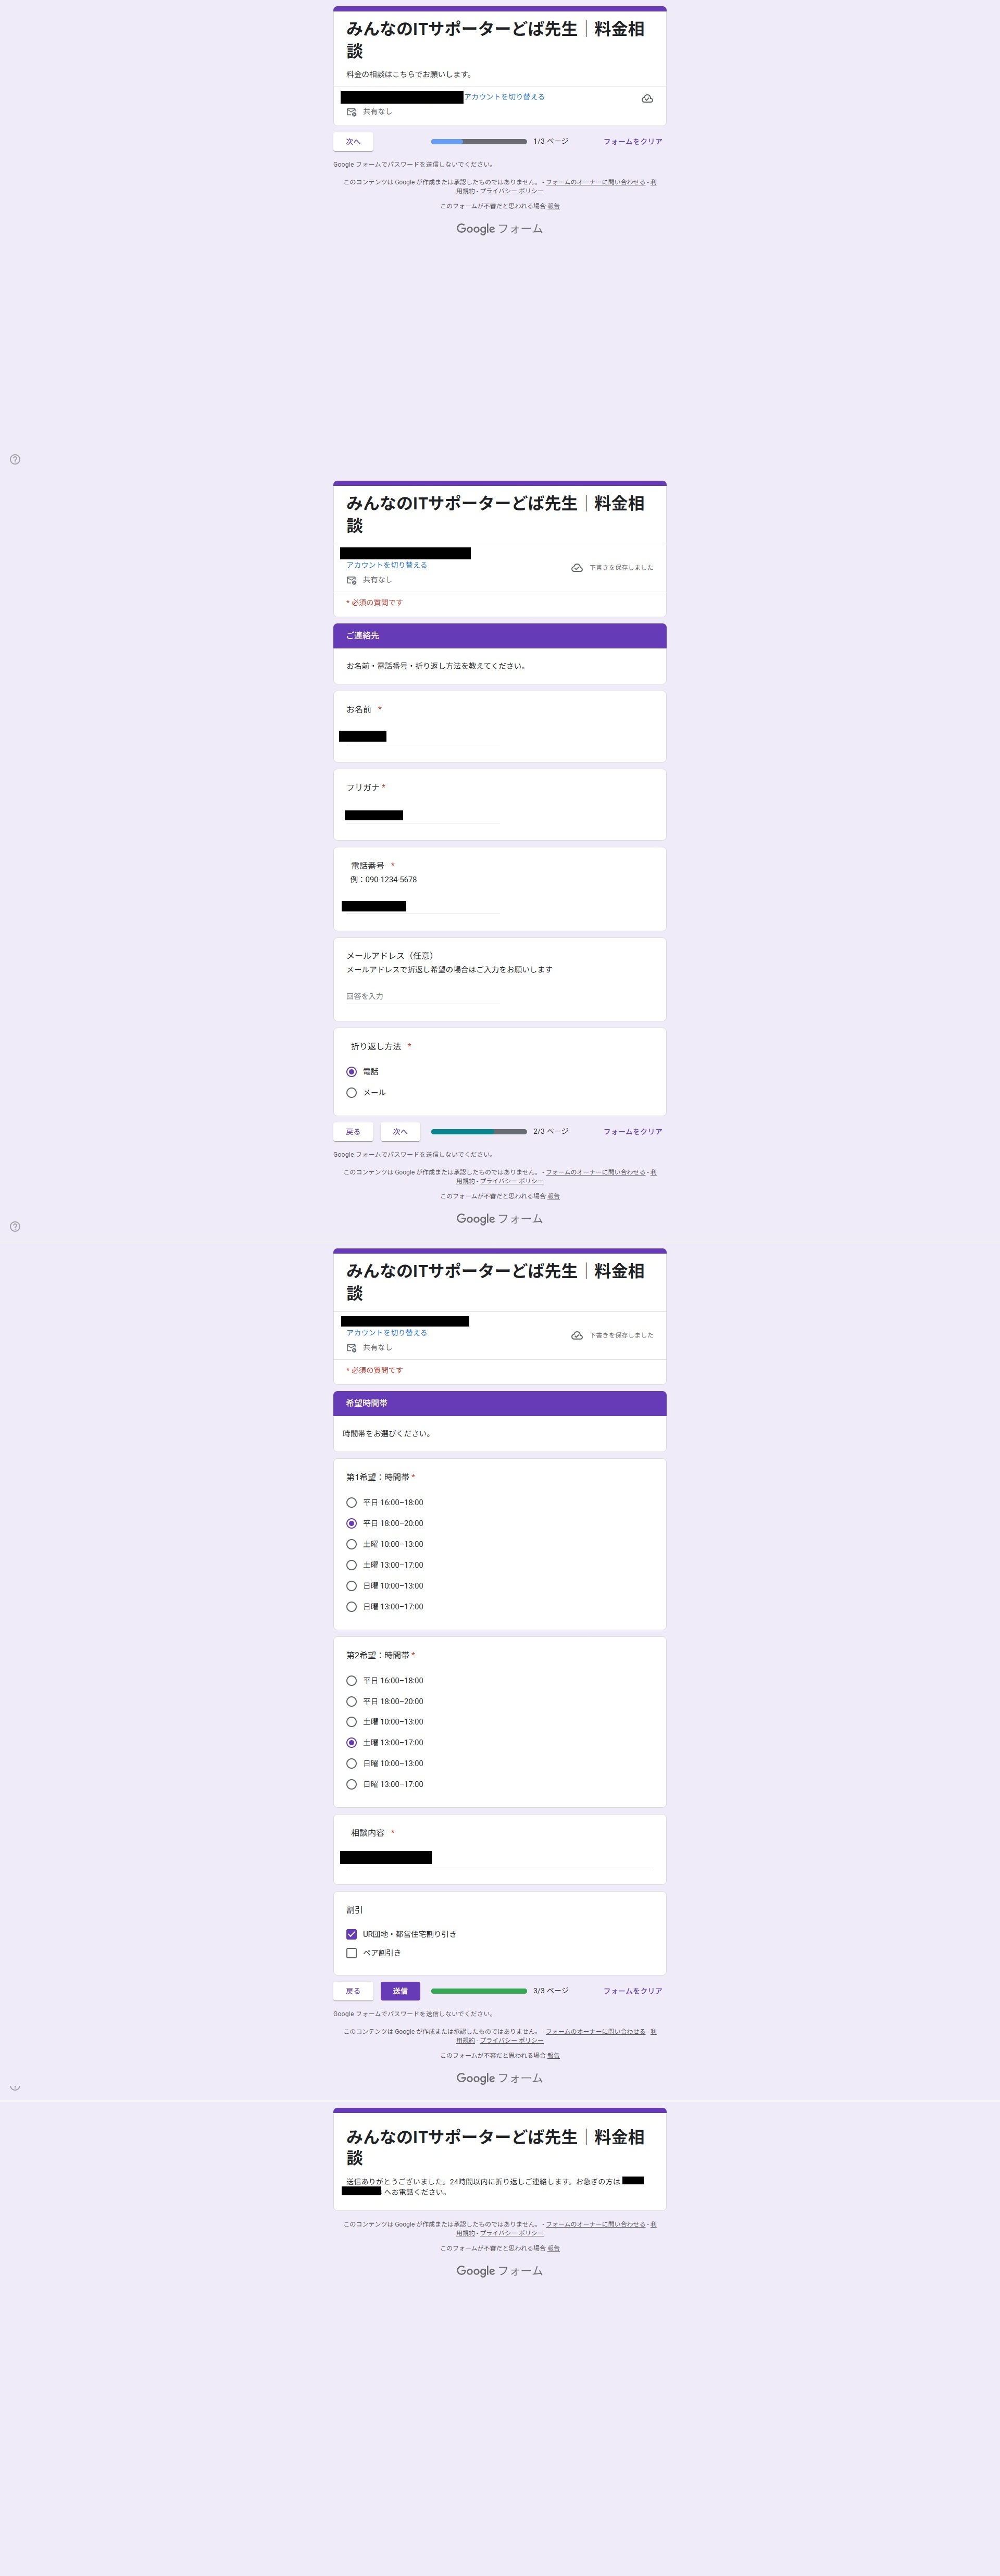 みんなのITサポーターどば先生｜料金相
談
料金の相談はこちらでお願いします。
アカウントを切り替える
共有なし
次へ
1/3 ページ
フォームをクリア
Google フォームでパスワードを送信しないでください。
このコンテンツは Google が作成または承認したものではありません。 - フォームのオーナーに問い合わせる - 利
用規約 - プライバシー ポリシー
このフォームが不審だと思われる場合 報告
Google フォーム
みんなのITサポーターどば先生｜料金相
談
アカウントを切り替える
下書きを保存しました
共有なし
* 必須の質問です
ご連絡先
お名前・電話番号・折り返し方法を教えてください。
お名前 *
フリガナ *
電話番号 *
例：090-1234-5678
メールアドレス（任意）
メールアドレスで折返し希望の場合はご入力をお願いします
回答を入力
折り返し方法 *
電話
メール
戻る
次へ
2/3 ページ
フォームをクリア
Google フォームでパスワードを送信しないでください。
このコンテンツは Google が作成または承認したものではありません。 - フォームのオーナーに問い合わせる - 利
用規約 - プライバシー ポリシー
このフォームが不審だと思われる場合 報告
Google フォーム
みんなのITサポーターどば先生｜料金相
談
アカウントを切り替える
下書きを保存しました
共有なし
* 必須の質問です
希望時間帯
時間帯をお選びください。
第1希望：時間帯 *
平日 16:00–18:00
平日 18:00–20:00
土曜 10:00–13:00
土曜 13:00–17:00
日曜 10:00–13:00
日曜 13:00–17:00
第2希望：時間帯 *
平日 16:00–18:00
平日 18:00–20:00
土曜 10:00–13:00
土曜 13:00–17:00
日曜 10:00–13:00
日曜 13:00–17:00
相談内容 *
割引
UR団地・都営住宅割り引き
ペア割引き
戻る
送信
3/3 ページ
フォームをクリア
Google フォームでパスワードを送信しないでください。
このコンテンツは Google が作成または承認したものではありません。 - フォームのオーナーに問い合わせる - 利
用規約 - プライバシー ポリシー
このフォームが不審だと思われる場合 報告
Google フォーム
みんなのITサポーターどば先生｜料金相
談
送信ありがとうございました。24時間以内に折り返しご連絡します。お急ぎの方は
へお電話ください。
このコンテンツは Google が作成または承認したものではありません。 - フォームのオーナーに問い合わせる - 利
用規約 - プライバシー ポリシー
このフォームが不審だと思われる場合 報告
Google フォーム